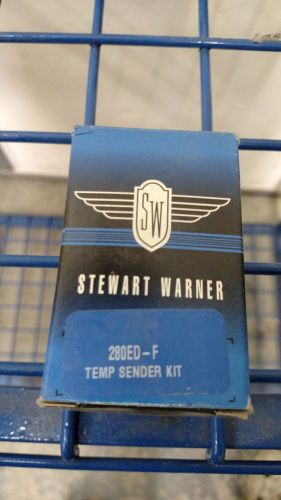 SW
STEWART WARNER
280ED-F
TEMP SENDER KIT